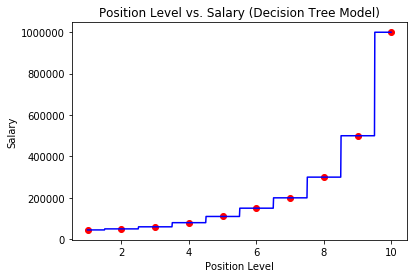 Position Level vs. Salary (Decision Tree Model)
1000000
800000
600000
400000
200000
0
Salary
2 4 6 8 10
Position Level